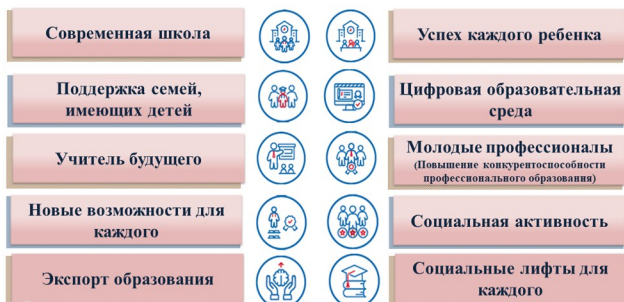 Современная школа
Успех каждого ребенка
Поддержка семей,
имеющих детей
Цифровая образовательная
среда
Учитель будущего
Молодые профессионалы
(Повышение конкурентоспособности
профессионального образования)
Новые возможности для
каждого
Социальная активность
Экспорт образования
Социальные лифты для
каждого